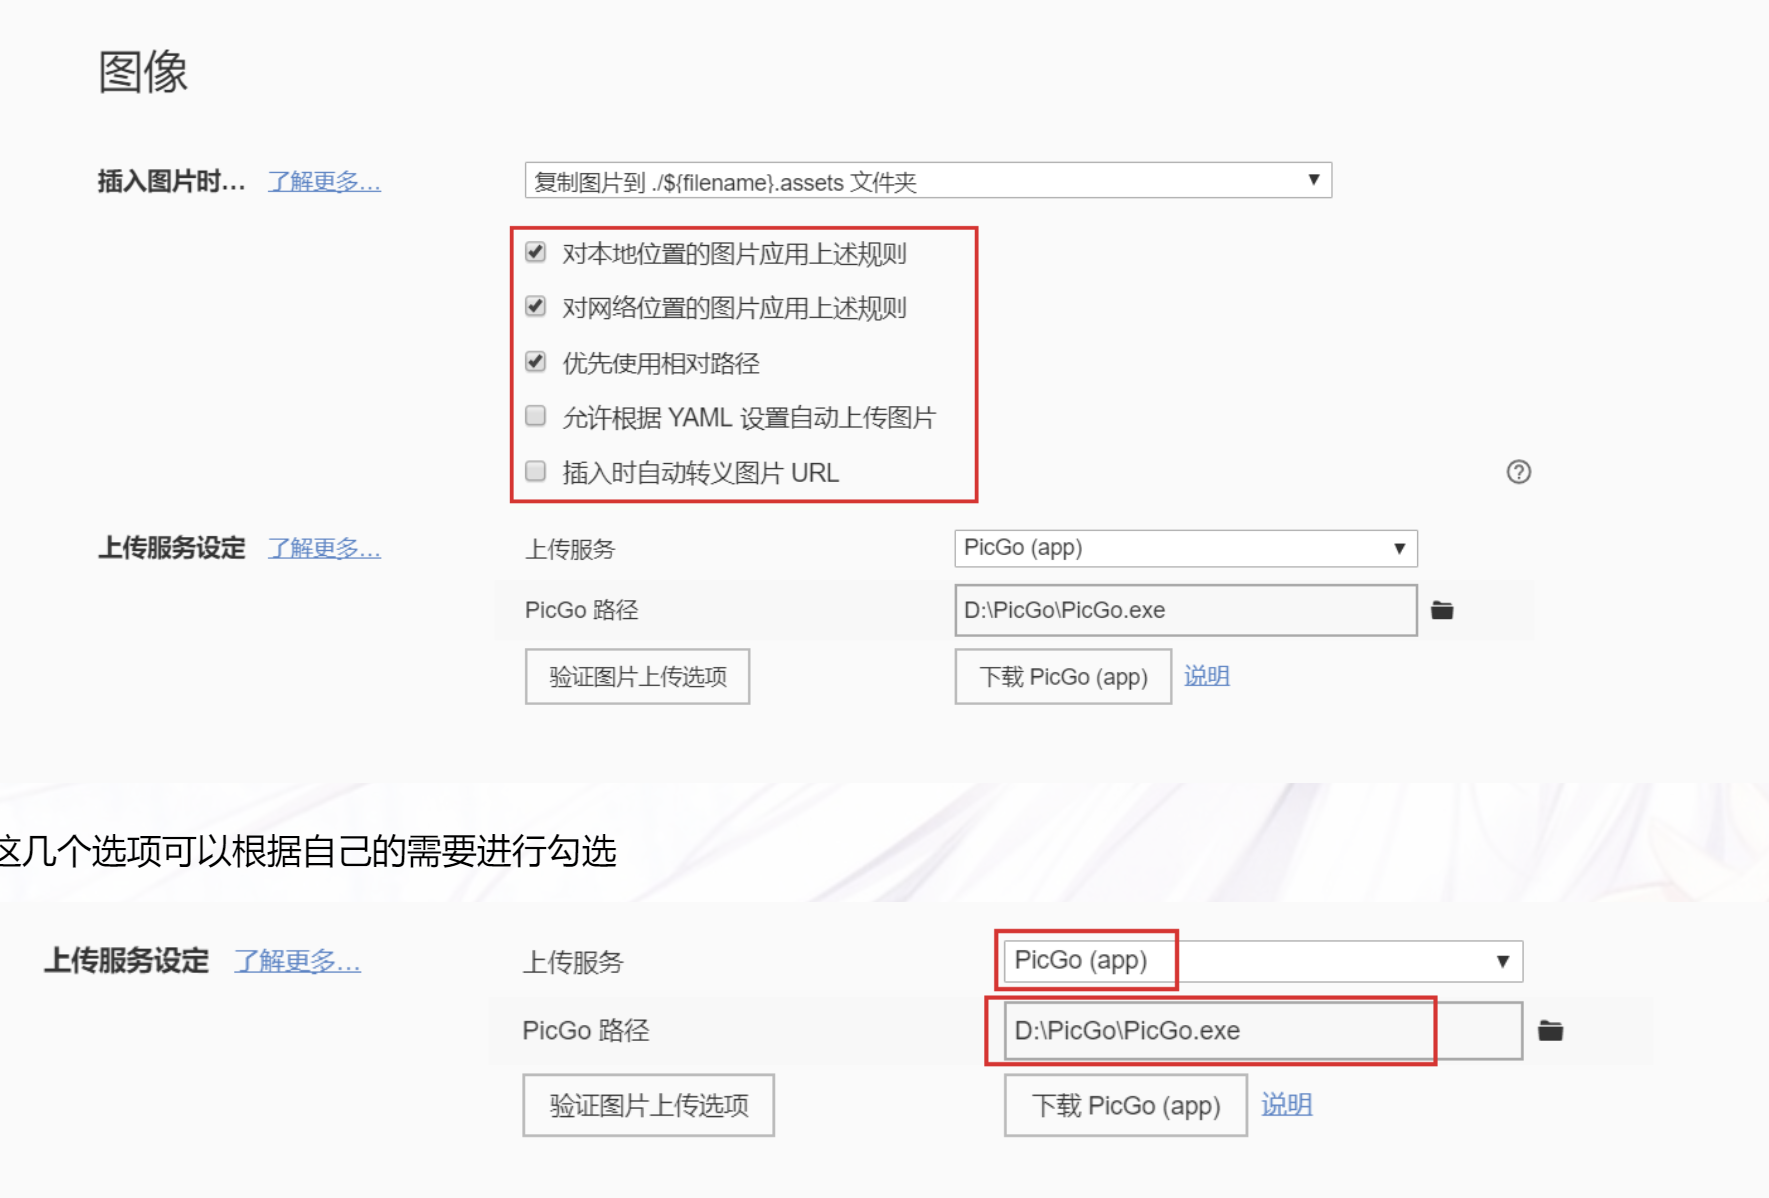 图像
插入图片时... 了解更多... 复制图片到 ./${filename}.assets 文件夹
对本地位置的图片应用上述规则
对网络位置的图片应用上述规则
优先使用相对路径
允许根据 YAML 设置自动上传图片
插入时自动转义图片 URL
上传服务设定 了解更多... 上传服务 PicGo (app)
PicGo 路径 D:\PicGo\PicGo.exe
验证图片上传选项 下载 PicGo (app) 说明
这几个选项可以根据自己的需要进行勾选
上传服务设定 了解更多... 上传服务 PicGo (app)
PicGo 路径 D:\PicGo\PicGo.exe
验证图片上传选项 下载 PicGo (app) 说明